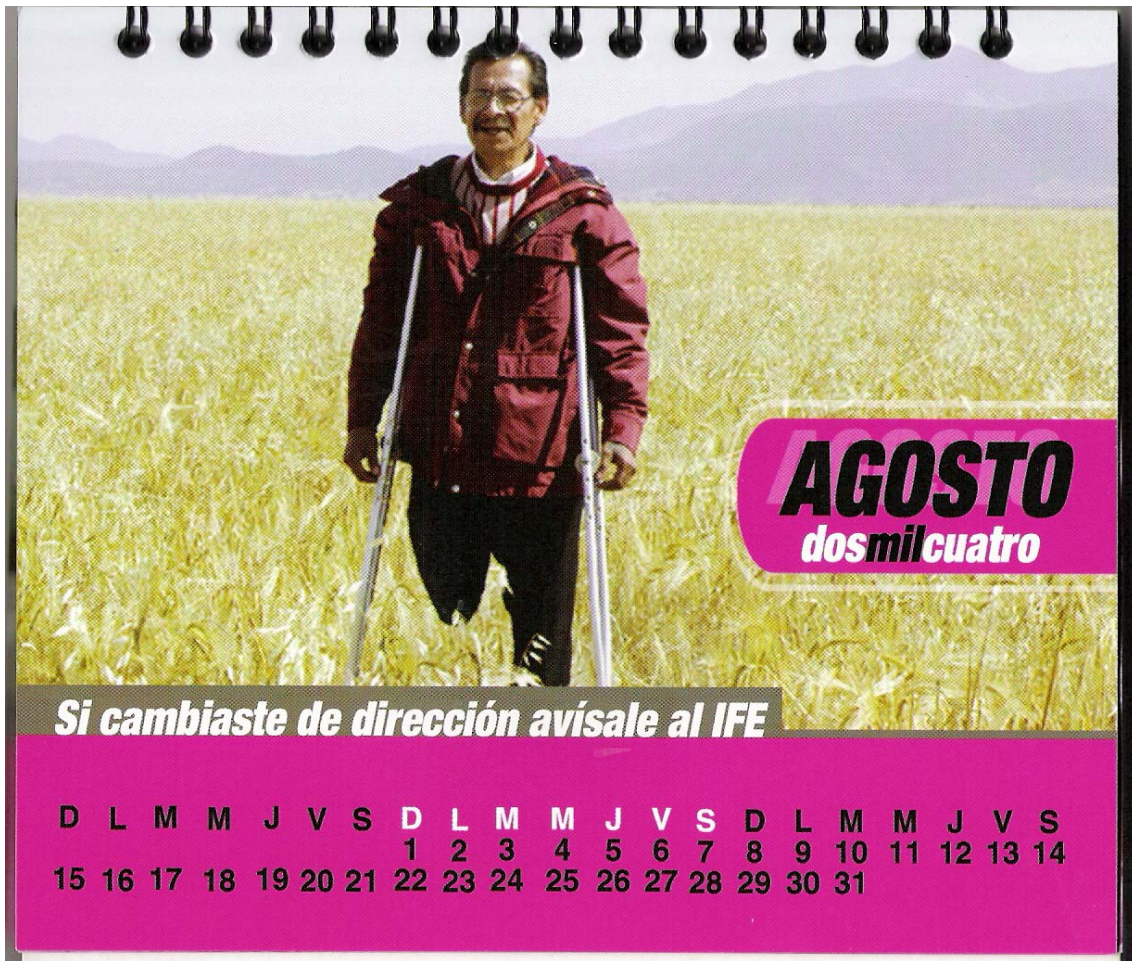 AGOSTO
dosmilcuatro
Si cambiaste de dirección avísale al IFE
D L M M J V S D L M M J V S D L M M J V S
1 2 3 4 5 6 7 8 9 10 11 12 13 14
15 16 17 18 19 20 21 22 23 24 25 26 27 28 29 30 31